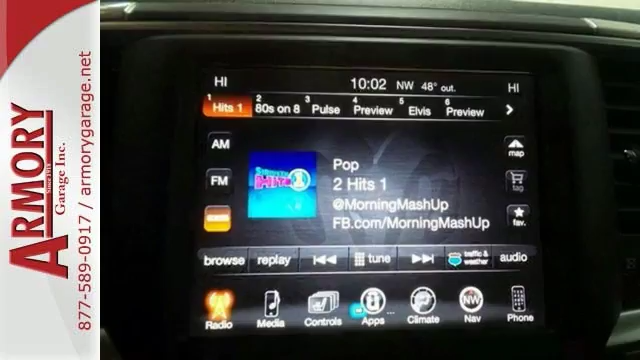 ARMORY
Since 1918
Garage Inc.
877-589-0917 / armorygarage.net
HI 10:02 NW 48° out. HI
1 Hits 1 2 80s on 8 3 Pulse 4 Preview 5 Elvis 6 Preview
AM
FM
map
tag
fav.
Hits 1
Pop
2 Hits 1
@MorningMashUp
FB.com/MorningMashUp
browse replay tune traffic & weather audio
Radio Media Controls Apps Climate Nav Phone
NW